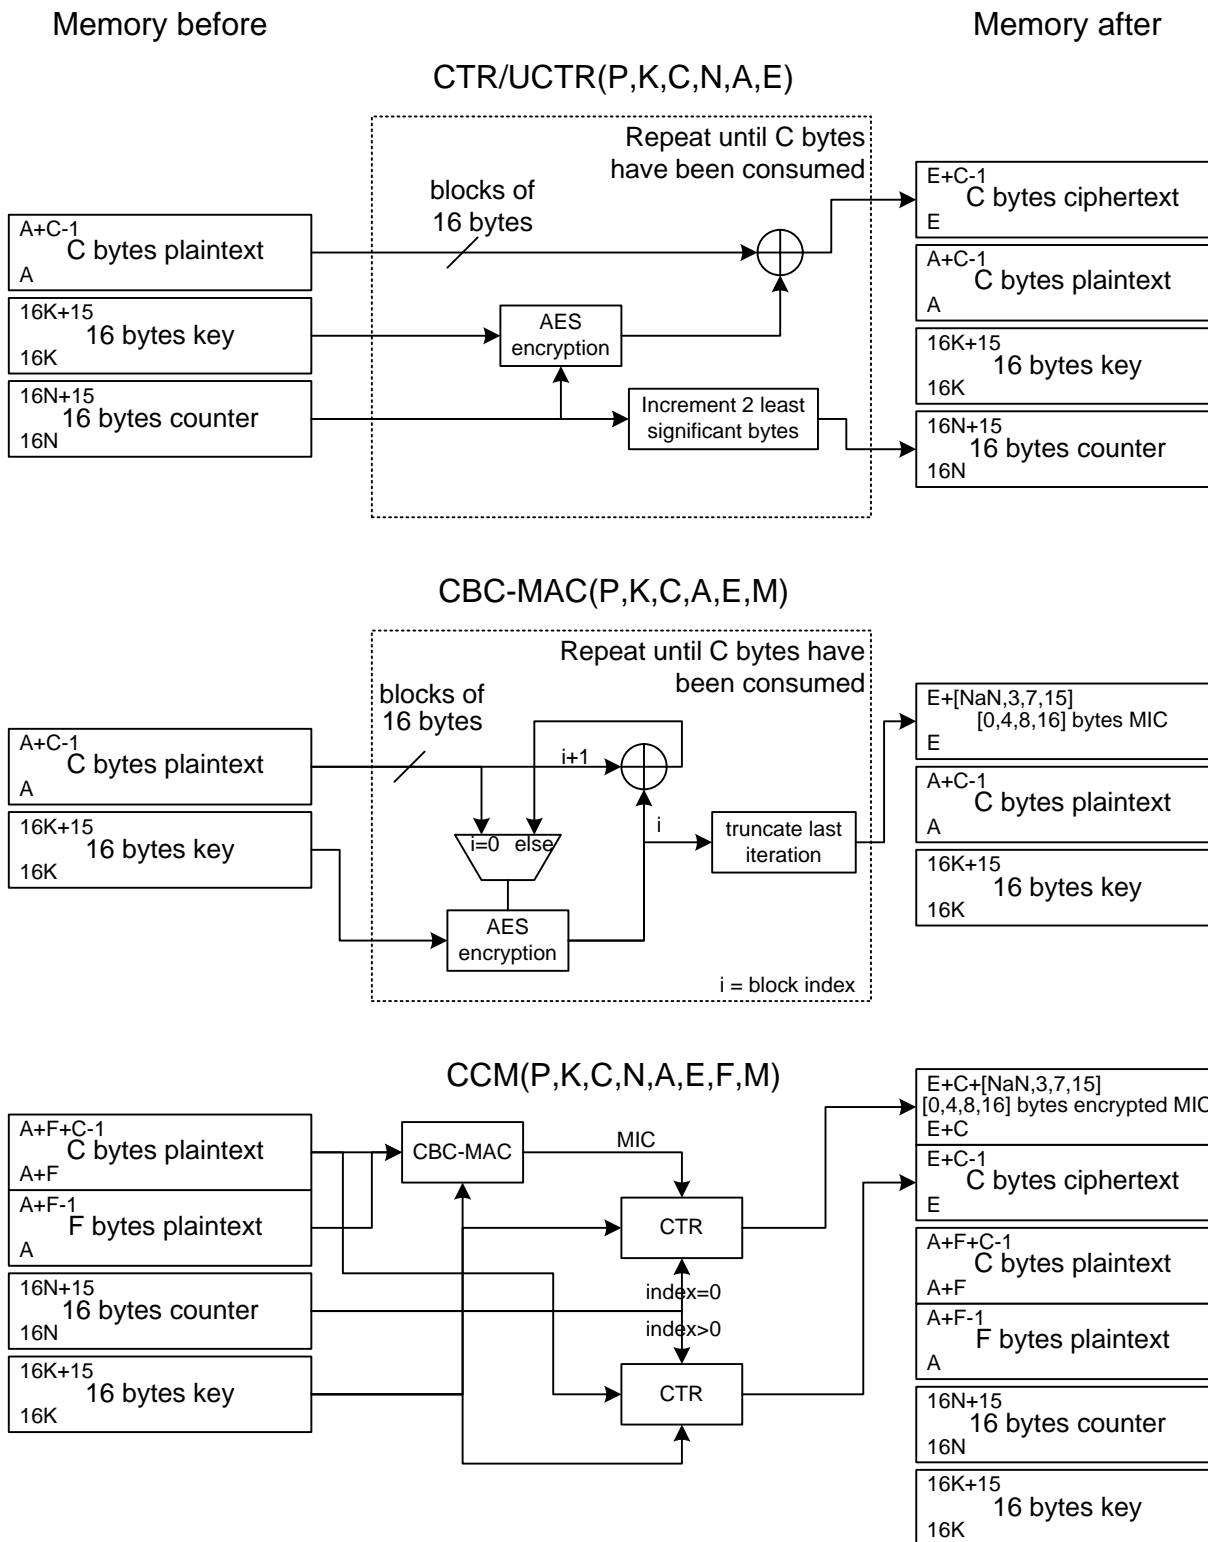 Memory before
Memory after
CTR/UCTR(P,K,C,N,A,E)
Repeat until C bytes
have been consumed
blocks of
16 bytes
A+C-1
C bytes plaintext
A
16K+15
16 bytes key
16K
16N+15
16 bytes counter
16N
AES
encryption
Increment 2 least
significant bytes
E+C-1
C bytes ciphertext
E
A+C-1
C bytes plaintext
A
16K+15
16 bytes key
16K
16N+15
16 bytes counter
16N
CBC-MAC(P,K,C,A,E,M)
Repeat until C bytes have
been consumed
blocks of
16 bytes
A+C-1
C bytes plaintext
A
16K+15
16 bytes key
16K
i+1
i=0 else
i
truncate last
iteration
AES
encryption
i = block index
E+[NaN,3,7,15]
[0,4,8,16] bytes MIC
E
A+C-1
C bytes plaintext
A
16K+15
16 bytes key
16K
CCM(P,K,C,N,A,E,F,M)
A+F+C-1
C bytes plaintext
A+F
A+F-1
F bytes plaintext
A
16N+15
16 bytes counter
16N
16K+15
16 bytes key
16K
CBC-MAC
MIC
CTR
index=0
index>0
CTR
E+C+[NaN,3,7,15]
[0,4,8,16] bytes encrypted MIC
E+C
E+C-1
C bytes ciphertext
E
A+F+C-1
C bytes plaintext
A+F
A+F-1
F bytes plaintext
A
16N+15
16 bytes counter
16N
16K+15
16 bytes key
16K